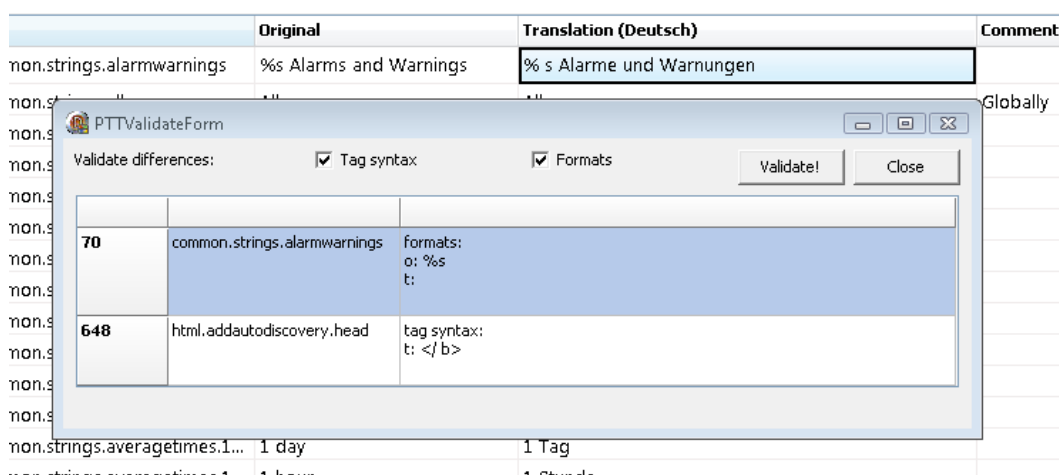 Original Translation (Deutsch) Comment
mon.strings.alarmwarnings %s Alarms and Warnings % s Alarme und Warnungen
Globally
PTTValidateForm
Validate differences: Tag syntax Formats Validate! Close
70 common.strings.alarmwarnings formats:
o: %s
t:
648 html.addautodiscovery.head tag syntax:
t: </ b>
mon.strings.averagetimes.1... 1 day 1 Tag